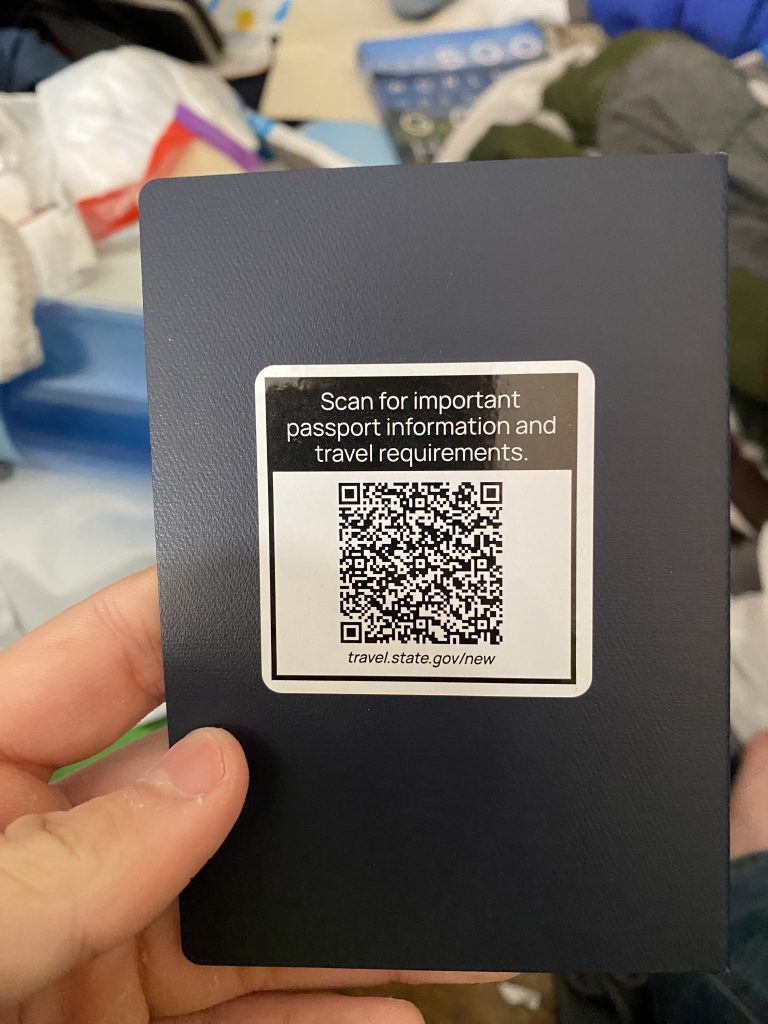 Scan for important
passport information and
travel requirements.
travel.state.gov/new